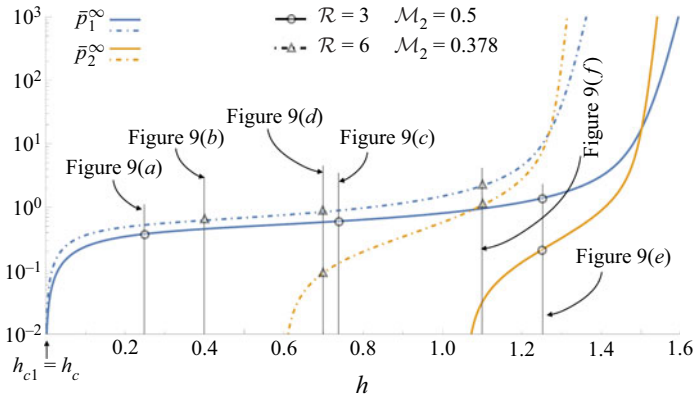 10³
p̄₁^∞
ℛ = 3 ℳ₂ = 0.5
p̄₂^∞
ℛ = 6 ℳ₂ = 0.378
10²
Figure 9(f)
10¹
Figure 9(d)
Figure 9(b)
Figure 9(c)
Figure 9(a)
10⁰
10⁻¹
Figure 9(e)
10⁻²
0.2 0.4 0.6 0.8 1.0 1.2 1.4 1.6
h_{c1} = h_c
h